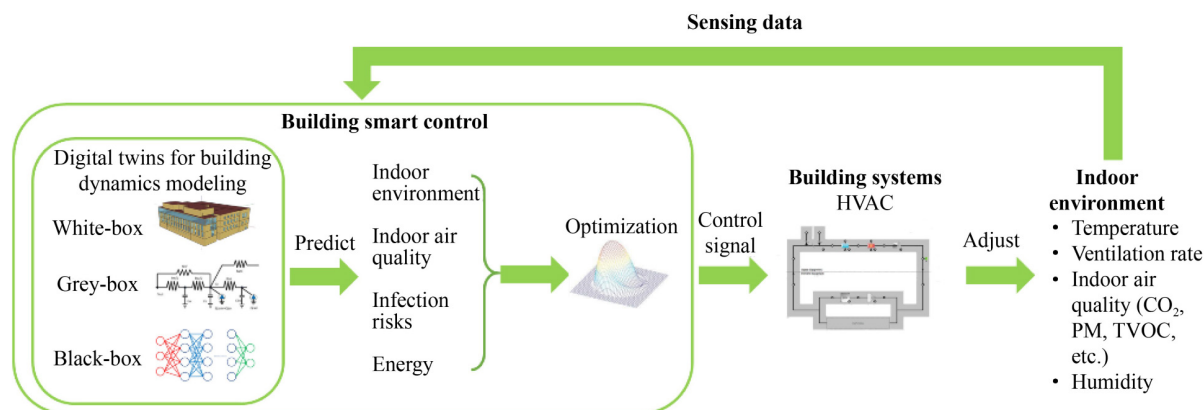 Sensing data
Building smart control
Digital twins for building
dynamics modeling
White-box
Grey-box
Black-box
Predict
Indoor
environment
Indoor air
quality
Infection
risks
Energy
Optimization
Control
signal
Building systems
HVAC
Adjust
Indoor
environment
• Temperature
• Ventilation rate
• Indoor air
quality (CO₂,
PM, TVOC,
etc.)
• Humidity